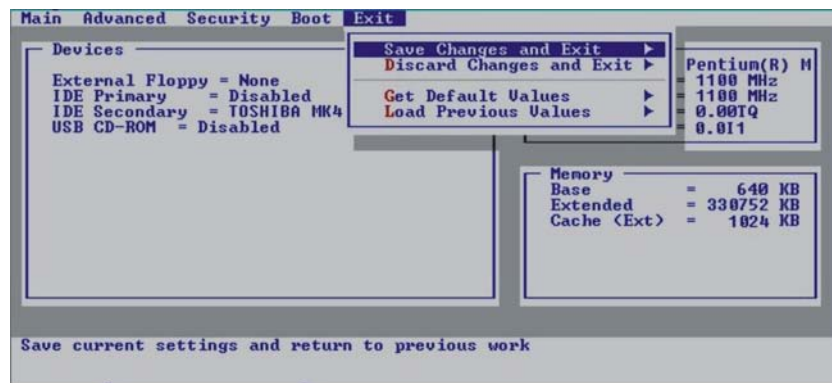 Main Advanced Security Boot Exit
Devices
External Floppy = None
IDE Primary = Disabled
IDE Secondary = TOSHIBA MK4
USB CD-ROM = Disabled
Save Changes and Exit
Discard Changes and Exit
Get Default Values
Load Previous Values
Pentium(R) M
= 1100 MHz
= 1100 MHz
= 0.00TQ
= 0.0I1
Memory
Base = 640 KB
Extended = 330752 KB
Cache (Ext) = 1024 KB
Save current settings and return to previous work